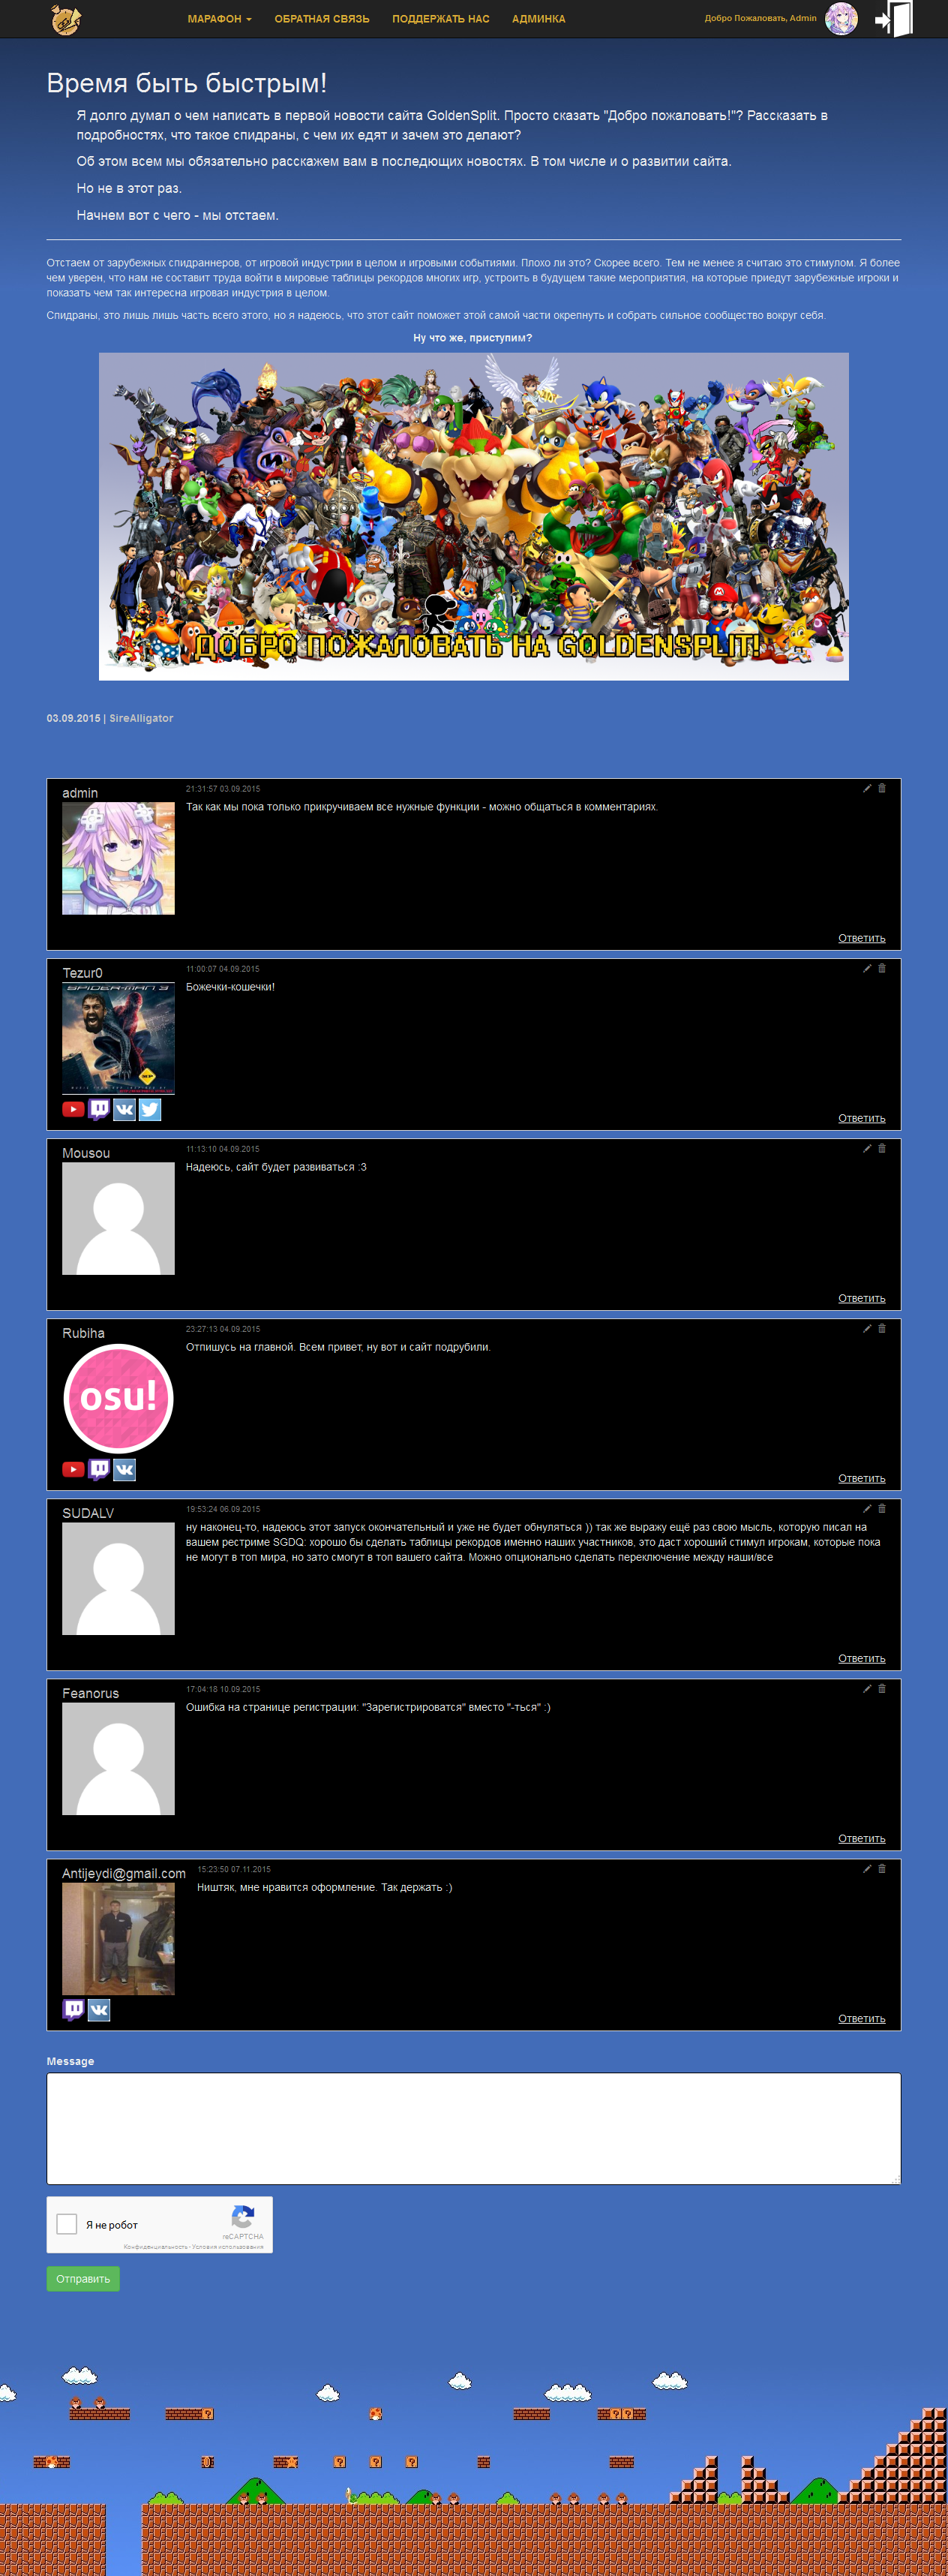 МАРАФОН ОБРАТНАЯ СВЯЗЬ ПОДДЕРЖАТЬ НАС АДМИНКА Добро Пожаловать, Admin
Время быть быстрым!
Я долго думал о чем написать в первой новости сайта GoldenSplit. Просто сказать "Добро пожаловать!"? Рассказать в
подробностях, что такое спидраны, с чем их едят и зачем это делают?
Об этом всем мы обязательно расскажем вам в последющих новостях. В том числе и о развитии сайта.
Но не в этот раз.
Начнем вот с чего - мы отстаем.
Отстаем от зарубежных спидраннеров, от игровой индустрии в целом и игровыми событиями. Плохо ли это? Скорее всего. Тем не менее я считаю это стимулом. Я более
чем уверен, что нам не составит труда войти в мировые таблицы рекордов многих игр, устроить в будущем такие мероприятия, на которые приедут зарубежные игроки и
показать чем так интересна игровая индустрия в целом.
Спидраны, это лишь лишь часть всего этого, но я надеюсь, что этот сайт поможет этой самой части окрепнуть и собрать сильное сообщество вокруг себя.
Ну что же, приступим?
ДОБРО ПОЖАЛОВАТЬ НА GOLDENSPLIT!
03.09.2015 | SireAlligator
admin
21:31:57 03.09.2015
Так как мы пока только прикручиваем все нужные функции - можно общаться в комментариях.
Ответить
Tezur0
11:00:07 04.09.2015
Божечки-кошечки!
SPIDER-MAN 3
Ответить
Mousou
11:13:10 04.09.2015
Надеюсь, сайт будет развиваться :3
Ответить
Rubiha
23:27:13 04.09.2015
Отпишусь на главной. Всем привет, ну вот и сайт подрубили.
osu!
Ответить
SUDALV
19:53:24 06.09.2015
ну наконец-то, надеюсь этот запуск окончательный и уже не будет обнуляться )) так же выражу ещё раз свою мысль, которую писал на
вашем рестриме SGDQ: хорошо бы сделать таблицы рекордов именно наших участников, это даст хороший стимул игрокам, которые пока
не могут в топ мира, но зато смогут в топ вашего сайта. Можно опционально сделать переключение между наши/все
Ответить
Feanorus
17:04:18 10.09.2015
Ошибка на странице регистрации: "Зарегистрироватся" вместо "-ться" :)
Ответить
Antijeydi@gmail.com
15:23:50 07.11.2015
Ништяк, мне нравится оформление. Так держать :)
Ответить
Message
Я не робот
reCAPTCHA
Конфиденциальность - Условия использования
Отправить